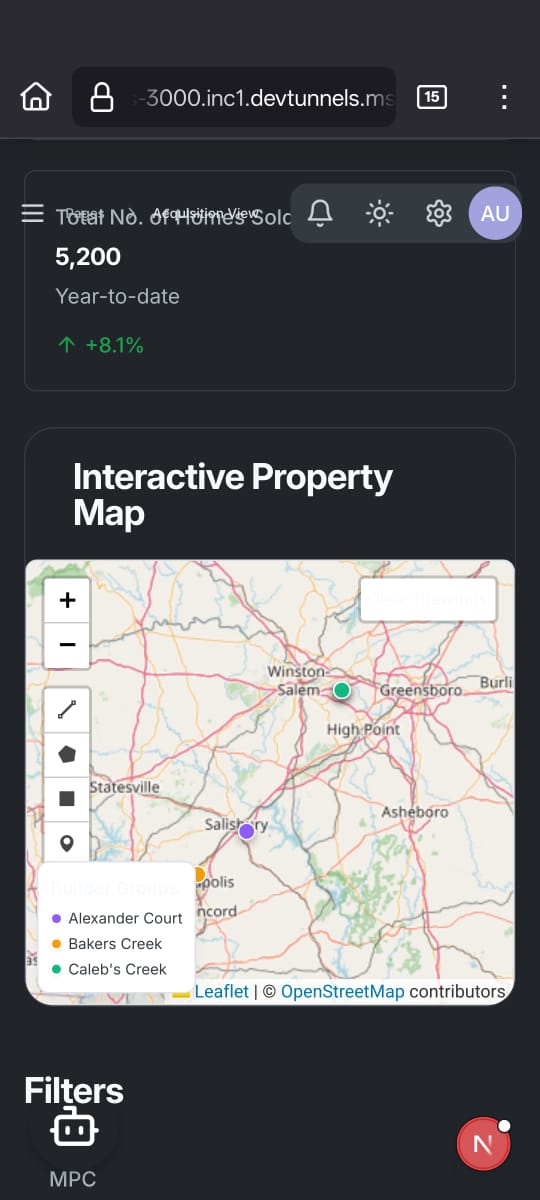 -3000.inc1.devtunnels.ms
15
Pages
Acquisition View
Total No. of Homes Sold
AU
5,200
Year-to-date
+8.1%
Interactive Property
Map
+
−
Clear Drawings
Winston-
Salem
Greensboro
Burli
High Point
Statesville
Asheboro
Salisbury
polis
ncord
Builder Groups
Alexander Court
Bakers Creek
Caleb's Creek
Leaflet | © OpenStreetMap contributors
Filters
MPC
N